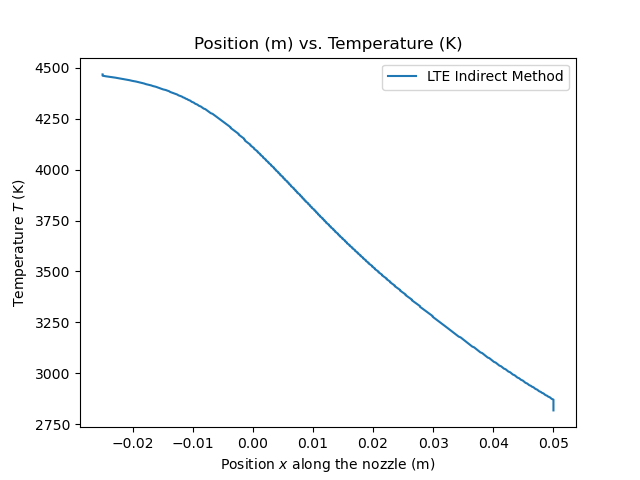 Position (m) vs. Temperature (K)
LTE Indirect Method
Temperature T (K)
4500
4250
4000
3750
3500
3250
3000
2750
−0.02 −0.01 0.00 0.01 0.02 0.03 0.04 0.05
Position x along the nozzle (m)